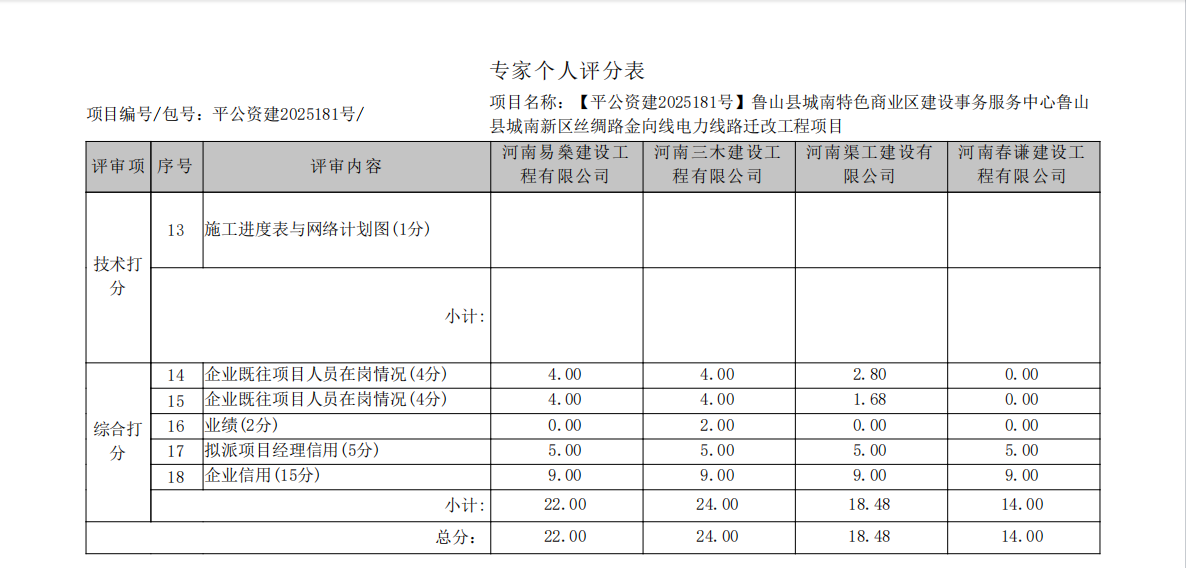 专家个人评分表
项目编号/包号：平公资建2025181号/
项目名称：【平公资建2025181号】鲁山县城南特色商业区建设事务服务中心鲁山
县城南新区丝绸路金向线电力线路迁改工程项目
评审项 序号 评审内容 河南易燊建设工程有限公司 河南三木建设工程有限公司 河南渠工建设有限公司 河南春谦建设工程有限公司
技术打分
13 施工进度表与网络计划图(1分)
小计:
综合打分
14 企业既往项目人员在岗情况(4分) 4.00 4.00 2.80 0.00
15 企业既往项目人员在岗情况(4分) 4.00 4.00 1.68 0.00
16 业绩(2分) 0.00 2.00 0.00 0.00
17 拟派项目经理信用(5分) 5.00 5.00 5.00 5.00
18 企业信用(15分) 9.00 9.00 9.00 9.00
小计: 22.00 24.00 18.48 14.00
总分: 22.00 24.00 18.48 14.00